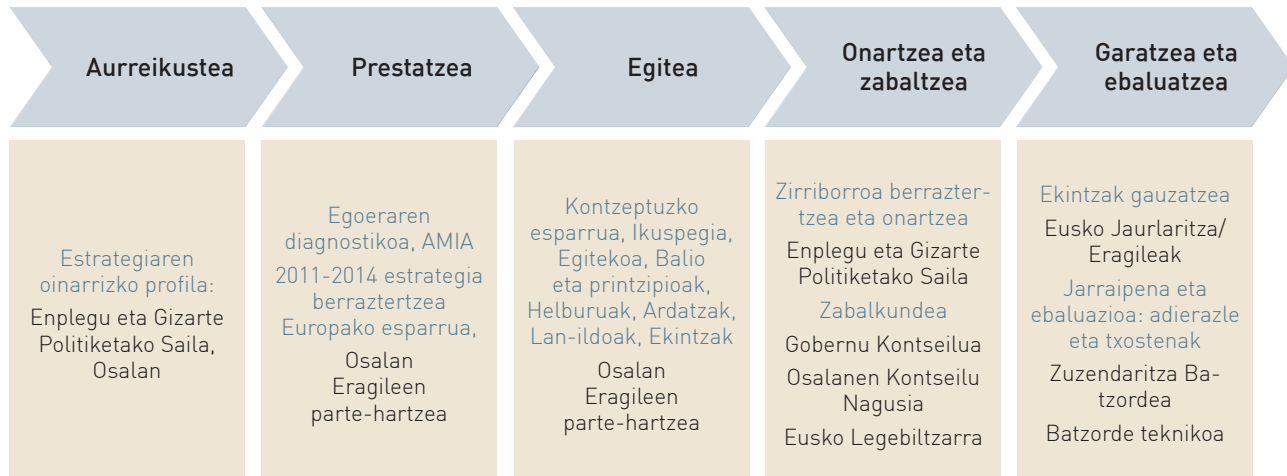 Aurreikustea
Prestatzea
Egitea
Onartzea eta
zabaltzea
Garatzea eta
ebaluatzea
Estrategiaren
oinarrizko profila:
Enplegu eta Gizarte
Politiketako Saila,
Osalan
Egoeraren
diagnostikoa, AMIA
2011-2014 estrategia
berraztertzea
Europako esparrua,
Osalan
Eragileen
parte-hartzea
Kontzeptuzko
esparrua, Ikuspegia,
Egitekoa, Balio
eta printzipioak,
Helburuak, Ardatzak,
Lan-ildoak, Ekintzak
Osalan
Eragileen
parte-hartzea
Zirriborroa berrazter-
tzea eta onartzea
Enplegu eta Gizarte
Politiketako Saila
Zabalkundea
Gobernu Kontseilua
Osalanen Kontseilu
Nagusia
Eusko Legebiltzarra
Ekintzak gauzatzea
Eusko Jaurlaritza/
Eragileak
Jarraipena eta
ebaluazioa: adierazle
eta txostenak
Zuzendaritza Ba-
tzordea
Batzorde teknikoa